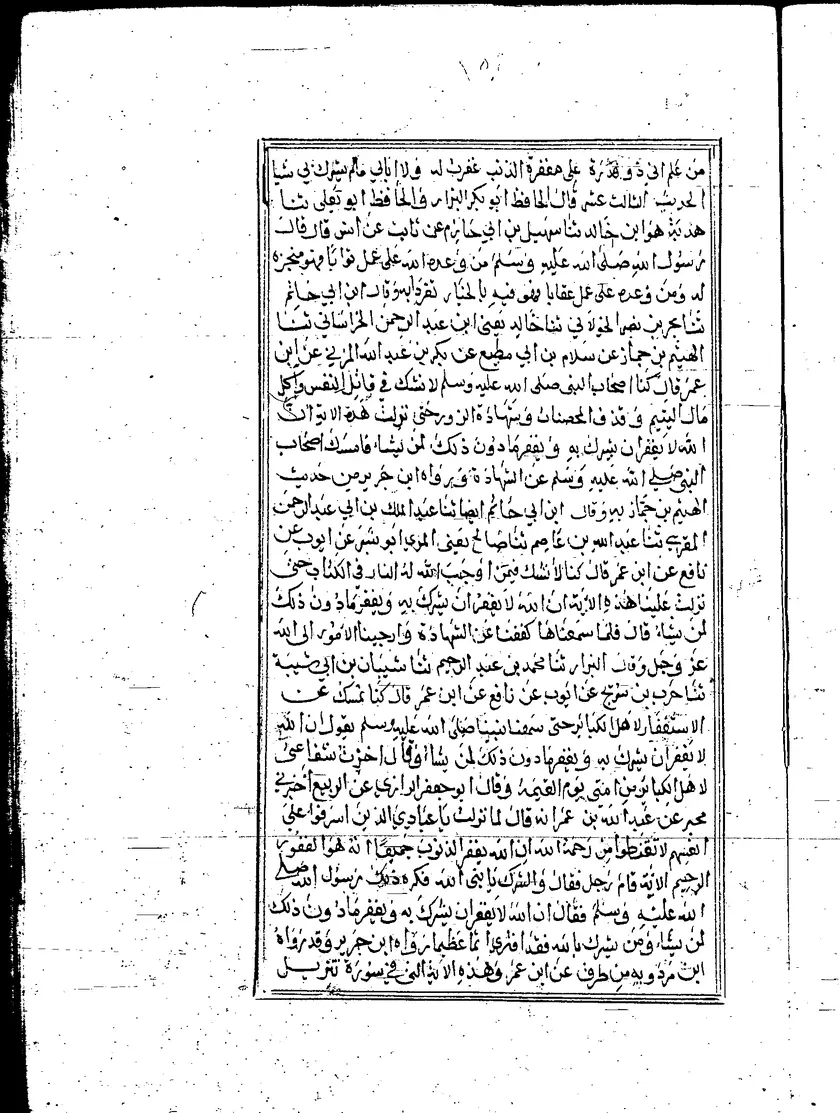 ١٥٢
من علم اني ذو قدرة على مغفرة الذنب غفرت له ولا ابالي مالم يشرك بي شيا
الحديث الثالث عشر قال الحافظ ابو بكر البزار والحافظ ابو يعلى ثنا
هدبة هو ابن خالد ثنا سهيل بن ابي حازم عن ثابت عن انس قال قال
رسول الله صلى الله عليه وسلم من وعده الله على عمل ثوابا فهو منجزه
له ومن وعده على عمل عقابا فهو فيه بالخيار تفرد به وقال ابن ابي حاتم
ثنا بحر بن نصر الخولاني ثنا خالد يعني ابن عبد الرحمن الخراساني ثنا
الهيثم بن جماز عن سلام بن ابي مطيع عن بكر بن عبد الله المزني عن ابن
عمر قال كنا اصحاب النبي صلى الله عليه وسلم لا نشك في قاتل النفس واكل
مال اليتيم وقذف المحصنات وشهادة الزور حتى نزلت هذه الاية ان
الله لا يغفر ان يشرك به ويغفر ما دون ذلك لمن يشاء فامسك اصحاب
النبي صلى الله عليه وسلم عن الشهادة ورواه ابن جرير من حديث
الهيثم بن جماز به وقال ابن ابي حاتم ايضا ثنا عبد الملك بن ابي عبد الرحمن
المقري ثنا عبد الله بن عاصم ثنا صالح يعني المري ابو بشر عن ايوب عن
نافع عن ابن عمر قال كنا لا نشك فيمن اوجب الله له النار في الكتاب حتى
نزلت علينا هذه الاية ان الله لا يغفر ان يشرك به ويغفر ما دون ذلك
لمن يشاء قال فلما سمعناها كففنا عن الشهادة وارجينا الامور الى الله
عز وجل وقال البزار ثنا محمد بن عبد الرحيم ثنا شيبان بن ابي شيبة
ثنا حرب بن سريج عن ايوب عن نافع عن ابن عمر قال كنا نمسك عن
الاستغفار لاهل الكبائر حتى سمعنا نبينا صلى الله عليه وسلم يقول ان الله
لا يغفر ان يشرك به ويغفر ما دون ذلك لمن يشاء وقال اخرت شفاعتي
لاهل الكبائر من امتي يوم القيمة وقال ابو جعفر الرازي عن الربيع اخبرني
محبر عن عبد الله بن عمر انه قال لما نزلت يا عبادي الذين اسرفوا على
انفسهم لا تقنطوا من رحمة الله ان الله يغفر الذنوب جميعا انه هو الغفور
الرحيم الاية قام رجل فقال والشرك يا نبي الله فكره ذلك رسول الله صلى
الله عليه وسلم فقال ان الله لا يغفر ان يشرك به ويغفر ما دون ذلك
لمن يشاء ومن يشرك بالله فقد افترى اثما عظيما رواه ابن جرير وقد رواه
ابن مردويه من طرق عن ابن عمر وهذه الاية التي في سورة تنزيل